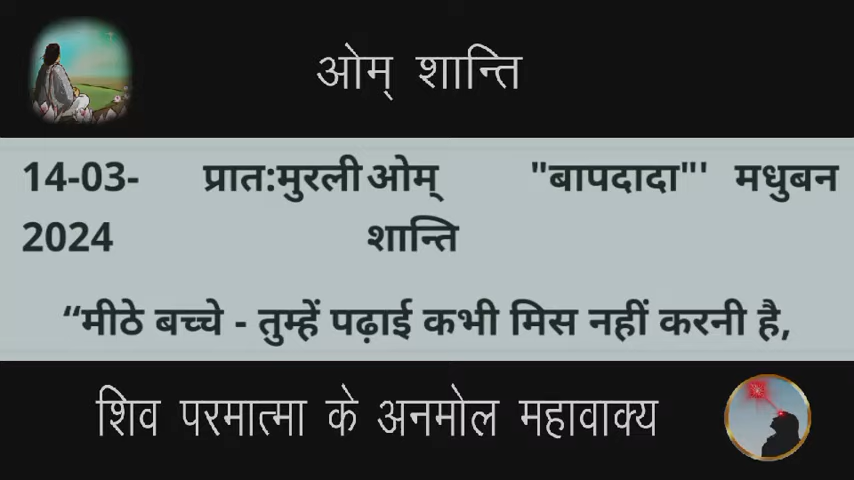 ओम् शान्ति
14-03- प्रात:मुरली ओम् "बापदादा"' मधुबन
2024 शान्ति
“मीठे बच्चे - तुम्हें पढ़ाई कभी मिस नहीं करनी है,
शिव परमात्मा के अनमोल महावाक्य